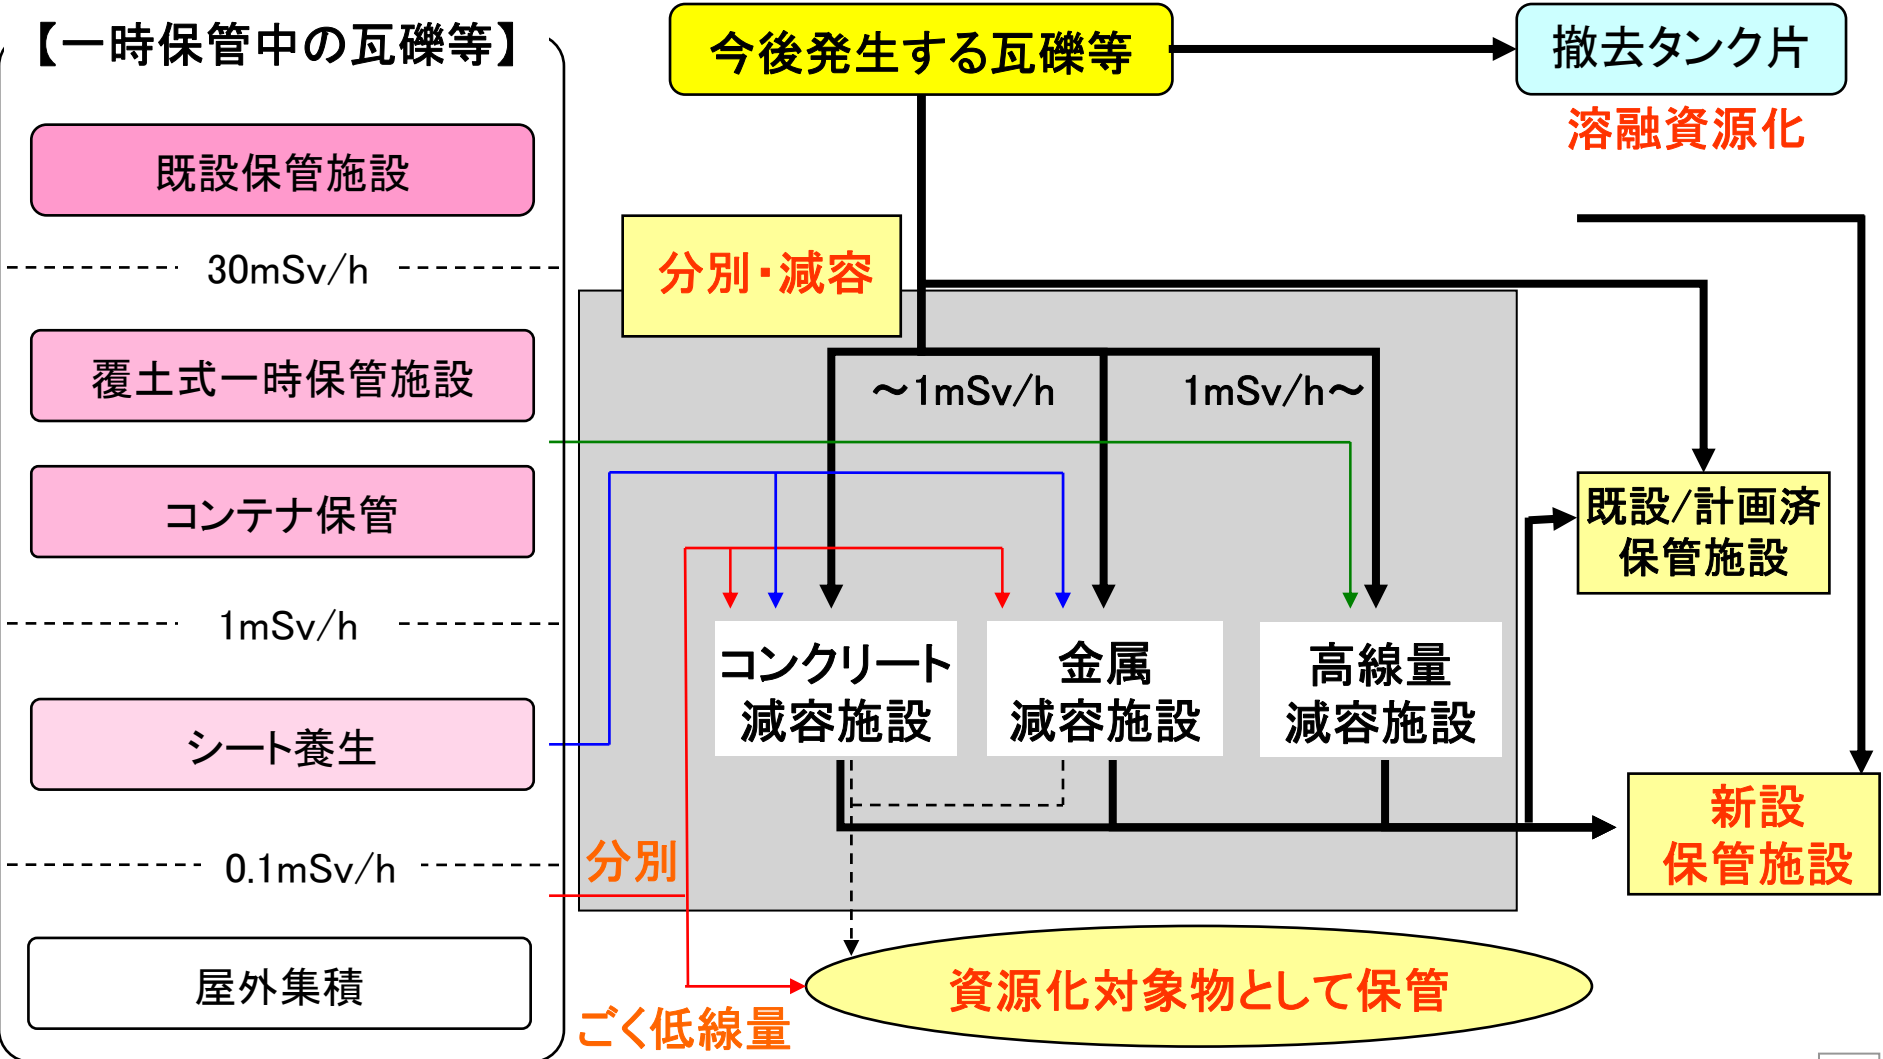 【一時保管中の瓦礫等】
既設保管施設
30mSv/h
覆土式一時保管施設
コンテナ保管
1mSv/h
シート養生
0.1mSv/h
屋外集積
今後発生する瓦礫等
撤去タンク片
溶融資源化
分別・減容
～1mSv/h
1mSv/h～
コンクリート
減容施設
金属
減容施設
高線量
減容施設
既設/計画済
保管施設
新設
保管施設
分別
ごく低線量
資源化対象物として保管